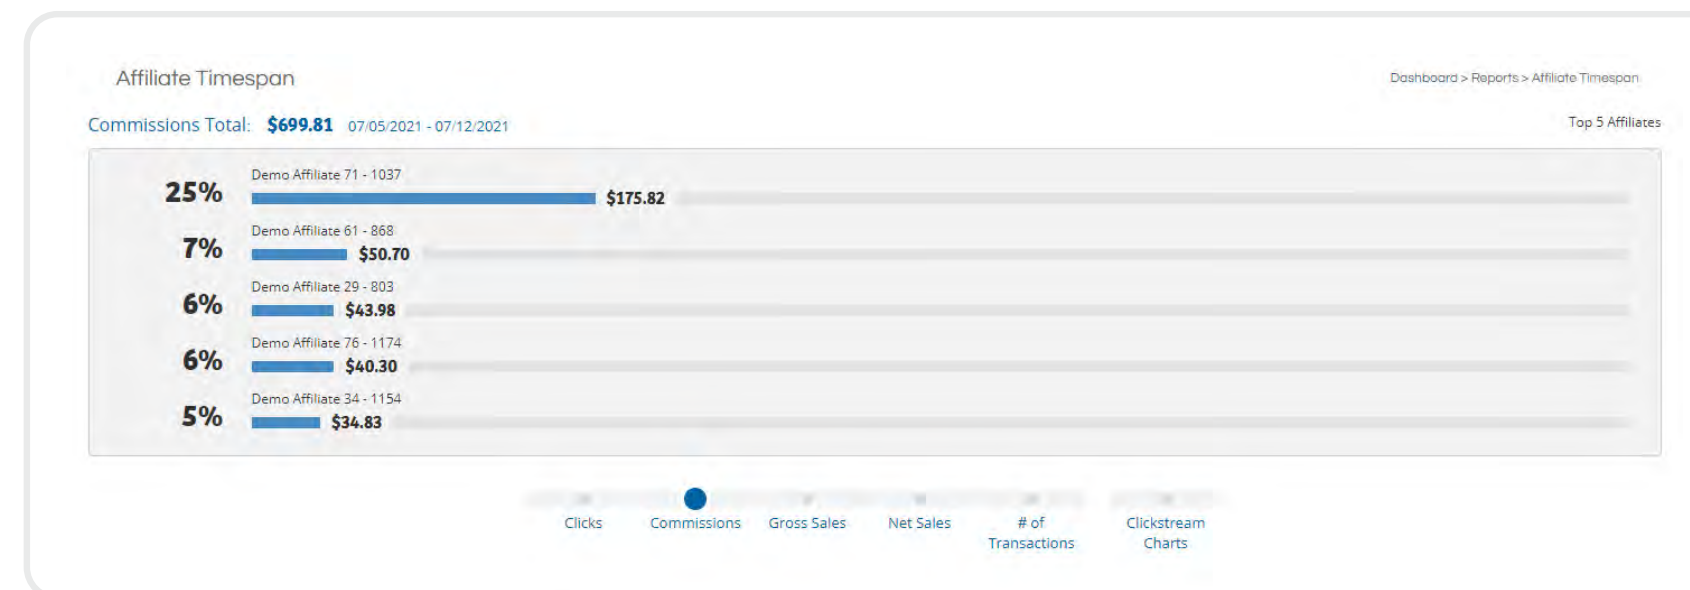 Affiliate Timespan
Dashboard > Reports > Affiliate Timespan
Commissions Total: $699.81 07/05/2021 - 07/12/2021
Top 5 Affiliates
Demo Affiliate 71 - 1037
25% $175.82
Demo Affiliate 61 - 868
7% $50.70
Demo Affiliate 29 - 803
6% $43.98
Demo Affiliate 76 - 1174
6% $40.30
Demo Affiliate 34 - 1154
5% $34.83
Clicks
Commissions
Gross Sales
Net Sales
# of
Transactions
Clickstream
Charts